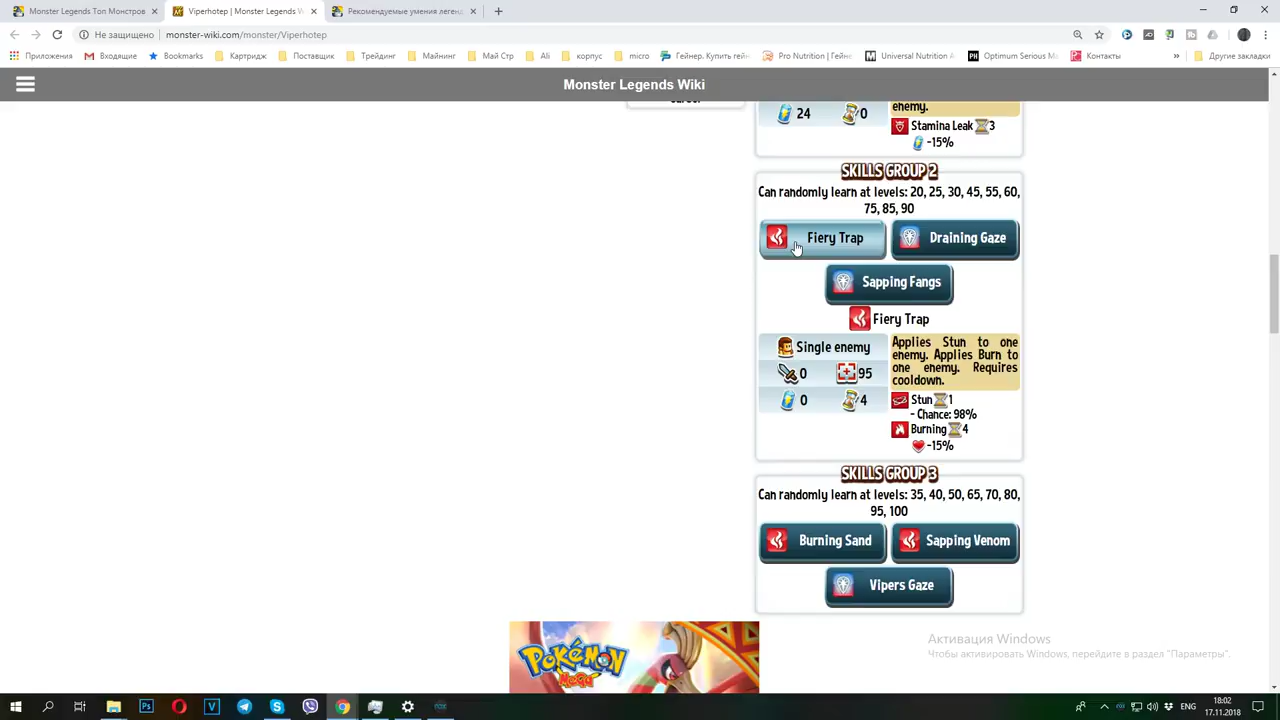 Monster Legends Топ Монстров
Viperhotep | Monster Legends W
Рекомендуемые умения леген
Не защищено
monster-wiki.com/monster/Viperhotep
Приложения
Входящие
Bookmarks
Картридж
Поставщик
Трейдинг
Майнинг
Май Стр
Ali
корпус
micro
Гейнер. Купить гейн
Pro Nutrition | Гейне
Universal Nutrition A
Optimum Serious Ma
Контакты
Другие закладки
Monster Legends Wiki
enemy.
24
0
Stamina Leak 3
-15%
SKILLS GROUP 2
Can randomly learn at levels: 20, 25, 30, 45, 55, 60,
75, 85, 90
Fiery Trap
Draining Gaze
Sapping Fangs
Fiery Trap
Single enemy
0
95
0
4
Applies Stun to one
enemy. Applies Burn to
one enemy. Requires
cooldown.
Stun 1
- Chance: 98%
Burning 4
-15%
SKILLS GROUP 3
Can randomly learn at levels: 35, 40, 50, 65, 70, 80,
95, 100
Burning Sand
Sapping Venom
Vipers Gaze
POKÉMON
MOON
Активация Windows
Чтобы активировать Windows, перейдите в раздел "Параметры".
ENG
18:02
17.11.2018